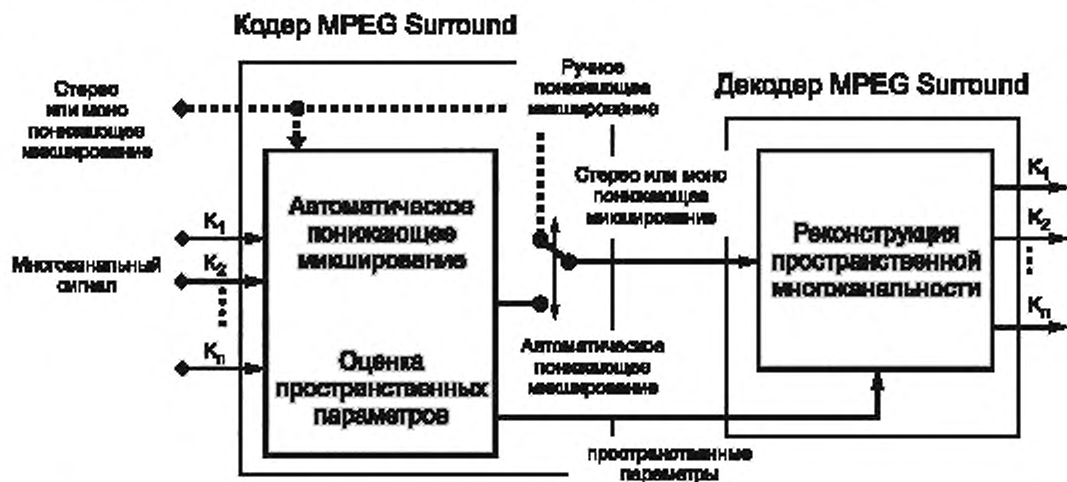 Кодер MPEG Surround
Стерео
или моно
понижающее
микширование
Ручное
понижающее
микширование
Декодер MPEG Surround
Автоматическое
понижающее
микширование
Стерео или моно
понижающее
микширование
Реконструкция
пространственной
многоканальности
K1
K2
Kn
Многоканальный
сигнал
K1
K2
Kn
Оценка
пространственных
параметров
Автоматическое
понижающее
микширование
пространственные
параметры